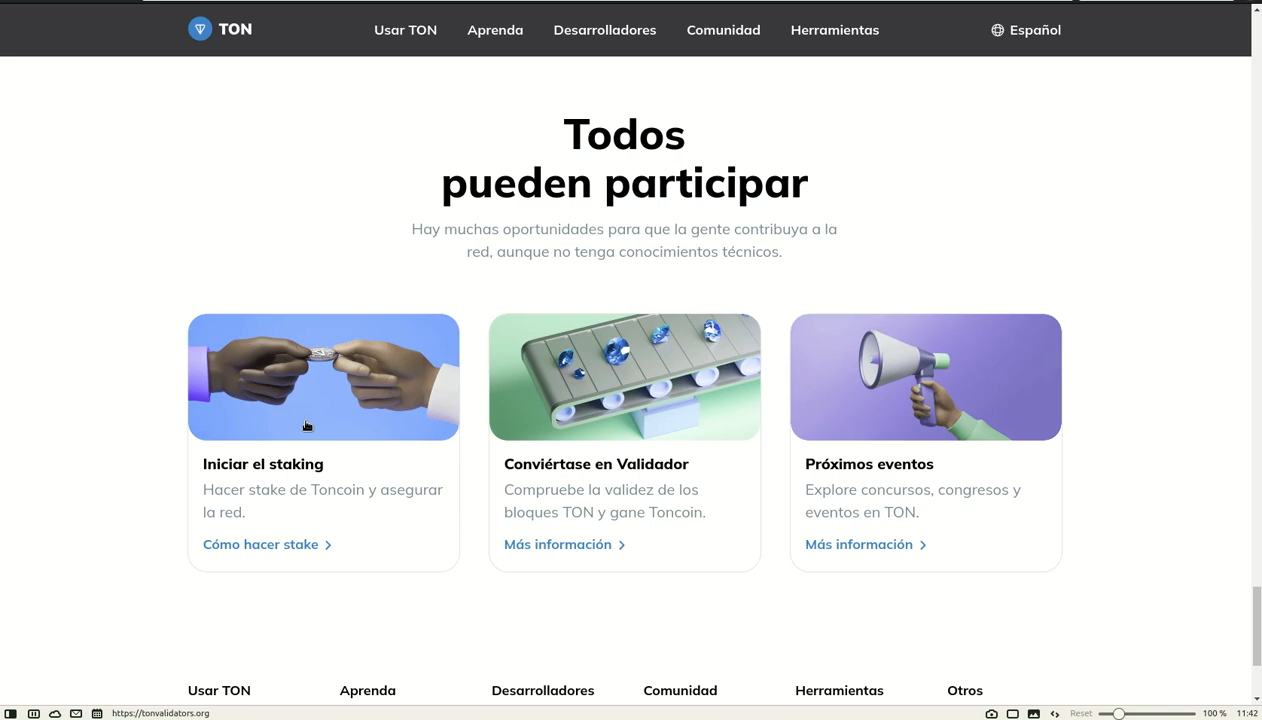 TON
Usar TON
Aprenda
Desarrolladores
Comunidad
Herramientas
Español
Todos
pueden participar
Hay muchas oportunidades para que la gente contribuya a la
red, aunque no tenga conocimientos técnicos.
Iniciar el staking
Hacer stake de Toncoin y asegurar
la red.
Cómo hacer stake
Conviértase en Validador
Compruebe la validez de los
bloques TON y gane Toncoin.
Más información
Próximos eventos
Explore concursos, congresos y
eventos en TON.
Más información
Usar TON
Aprenda
Desarrolladores
Comunidad
Herramientas
Otros
https://tonvalidators.org
Reset
100 %
11:42